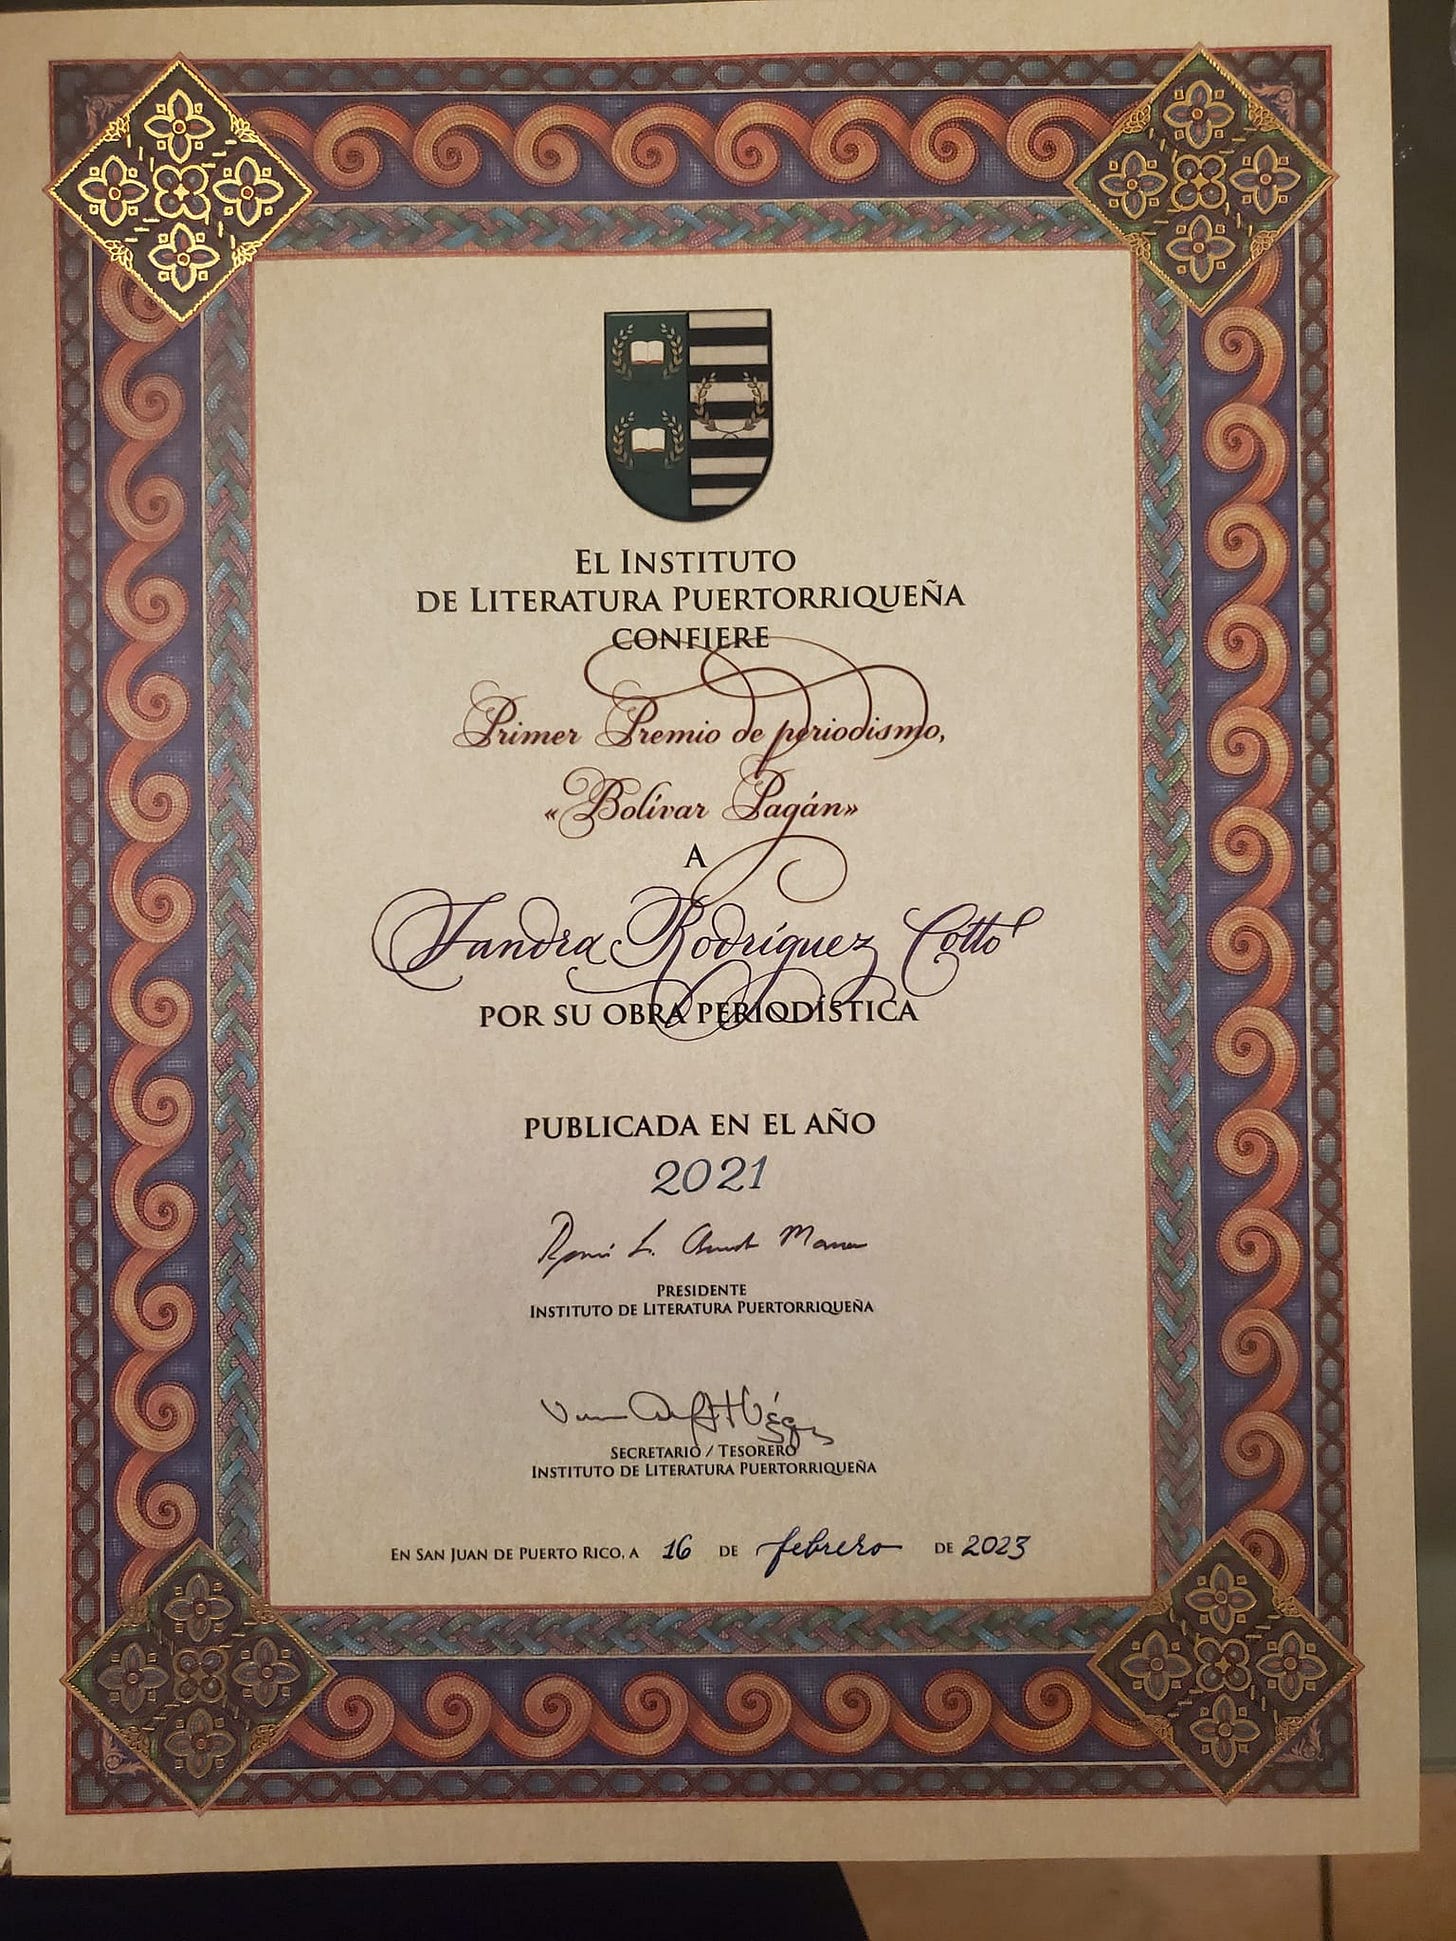 El Instituto
de Literatura Puertorriqueña
confiere
Primer Premio de periodismo,
«Bolívar Pagán»
A
Sandra Rodríguez Cotto
por su obra periodística
publicada en el año
2021
Presidente
Instituto de Literatura Puertorriqueña
Secretario / Tesorero
Instituto de Literatura Puertorriqueña
En San Juan de Puerto Rico, a 16 de febrero de 2023